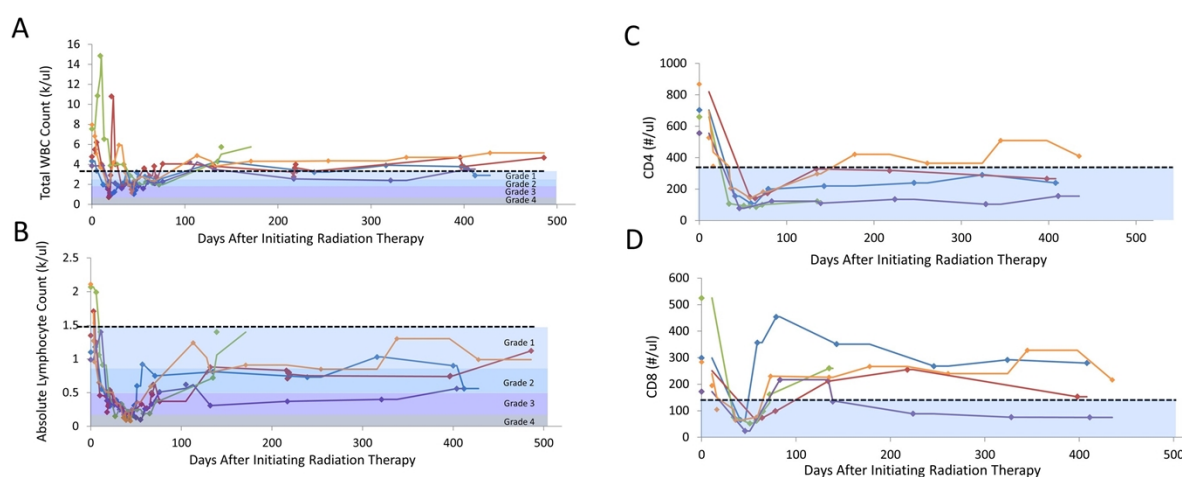 A
Total WBC Count (k/ul)
16
14
12
10
8
6
4
2
0
Grade 1
Grade 2
Grade 3
Grade 4
0 100 200 300 400 500
Days After Initiating Radiation Therapy
B
Absolute Lymphocyte Count (k/ul)
2.5
2
1.5
1
0.5
0
Grade 1
Grade 2
Grade 3
Grade 4
0 100 200 300 400 500
Days After Initiating Radiation Therapy
C
CD4 (#/ul)
1000
800
600
400
200
0
0 100 200 300 400 500
Days After Initiating Radiation Therapy
D
CD8 (#/ul)
600
500
400
300
200
100
0
0 100 200 300 400 500
Days After Initiating Radiation Therapy